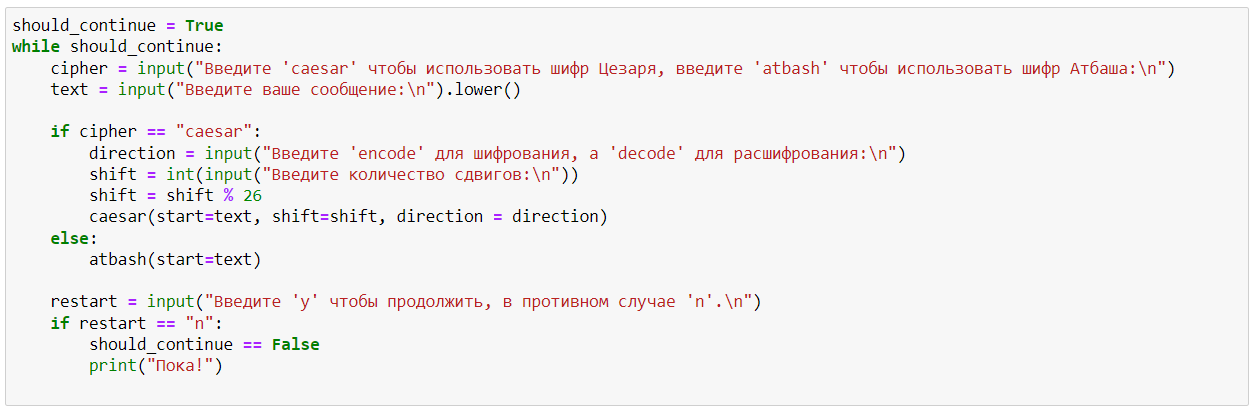 should_continue = True
while should_continue:
    cipher = input("Введите 'caesar' чтобы использовать шифр Цезаря, введите 'atbash' чтобы использовать шифр Атбаша:\n")
    text = input("Введите ваше сообщение:\n").lower()

    if cipher == "caesar":
        direction = input("Введите 'encode' для шифрования, а 'decode' для расшифрования:\n")
        shift = int(input("Введите количество сдвигов:\n"))
        shift = shift % 26
        caesar(start=text, shift=shift, direction = direction)
    else:
        atbash(start=text)

    restart = input("Введите 'y' чтобы продолжить, в противном случае 'n'.\n")
    if restart == "n":
        should_continue == False
        print("Пока!")